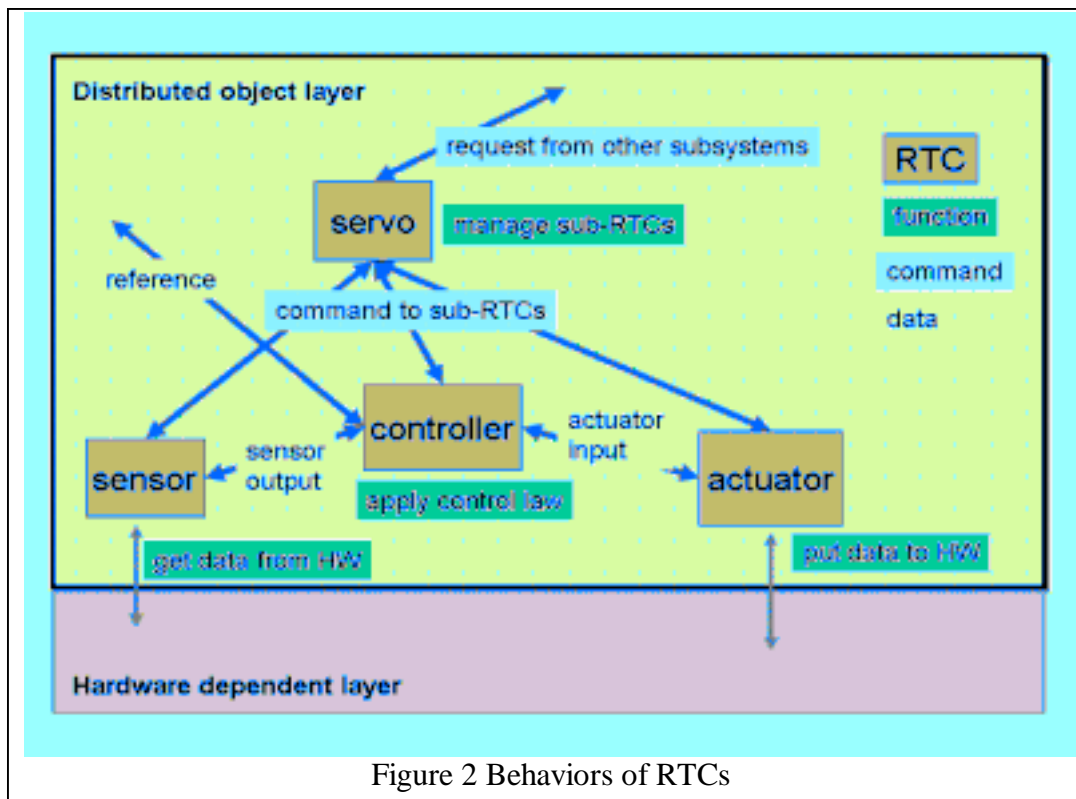 Distributed object layer
request from other subsystems
RTC
servo
manage sub-RTCs
function
reference
command
command to sub-RTCs
data
controller
actuator
input
sensor
output
sensor
actuator
apply control law
get data from HW
put data to HW
Hardware dependent layer
Figure 2 Behaviors of RTCs